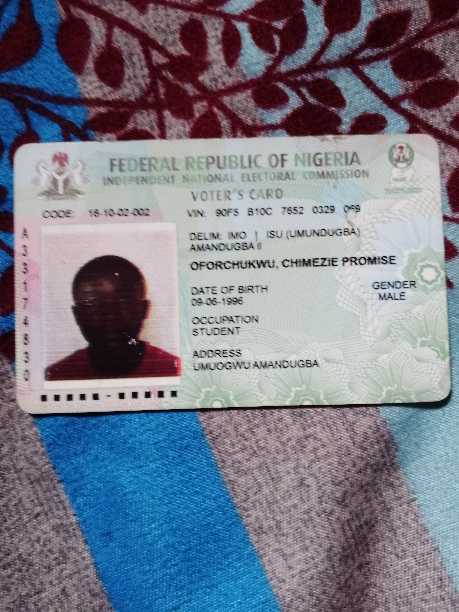 FEDERAL REPUBLIC OF NIGERIA
INDEPENDENT NATIONAL ELECTORAL COMMISSION
VOTER'S CARD
CODE: 16-10-02-002 VIN: 90F5 B10C 7652 0329 069
DELIM: IMO | ISU (UMUNDUGBA)
AMANDUGBA II
OFORCHUKWU, CHIMEZIE PROMISE
DATE OF BIRTH GENDER
09-06-1996 MALE
OCCUPATION
STUDENT
ADDRESS
UMUOGWU AMANDUGBA
A33174830